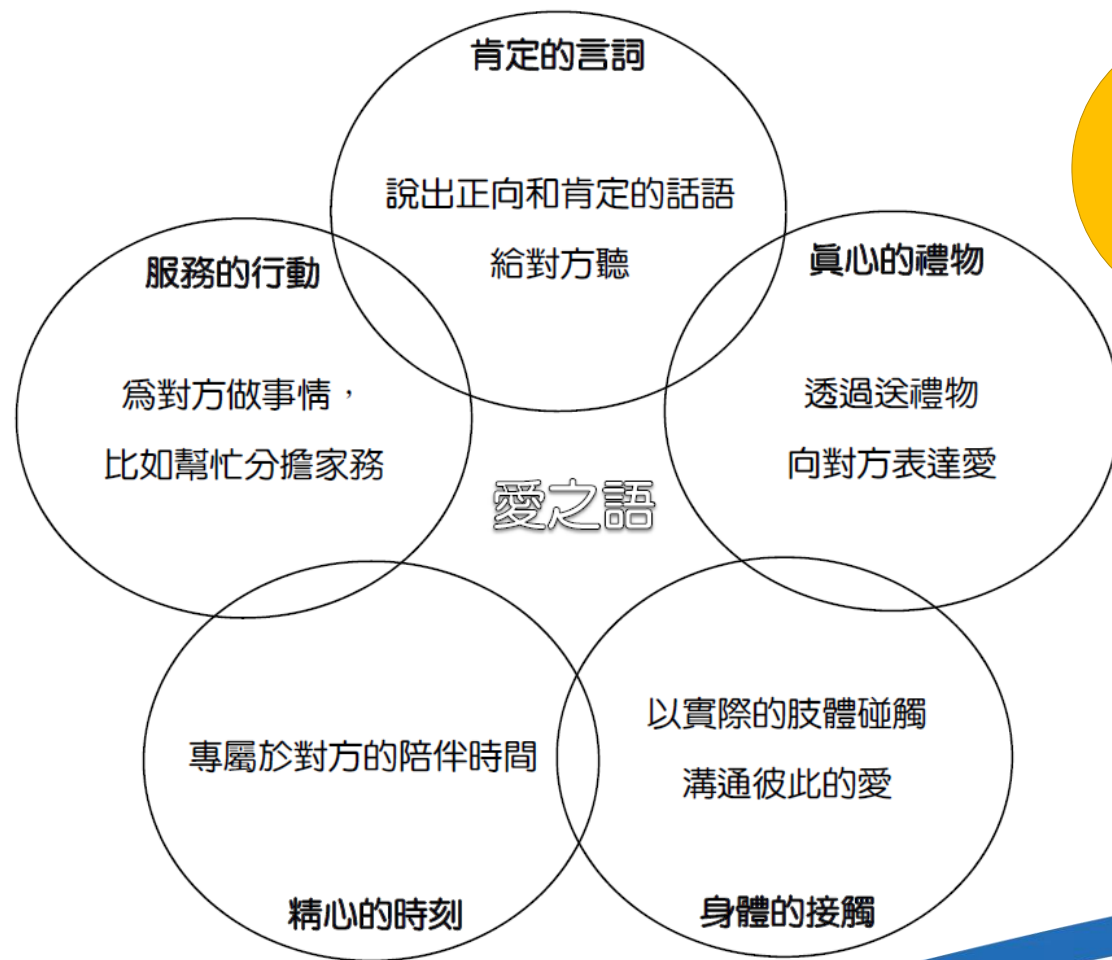 肯定的言詞
說出正向和肯定的話語
給對方聽
服務的行動
為對方做事情，
比如幫忙分擔家務
真心的禮物
透過送禮物
向對方表達愛
愛之語
專屬於對方的陪伴時間
精心的時刻
以實際的肢體碰觸
溝通彼此的愛
身體的接觸